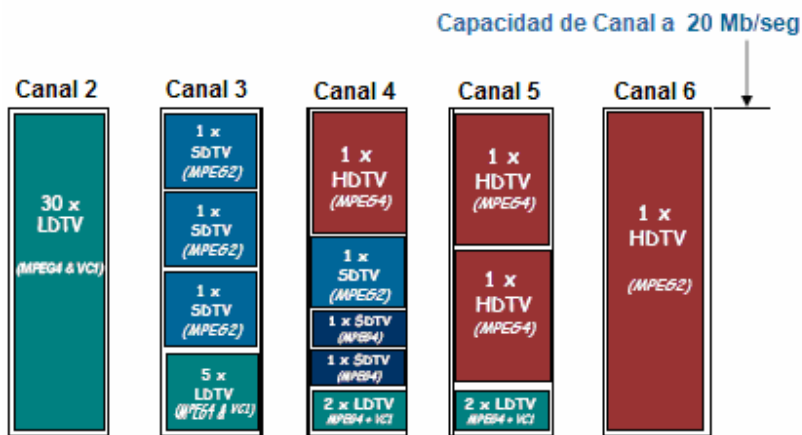 Capacidad de Canal a 20 Mb/seg
Canal 2
Canal 3
Canal 4
Canal 5
Canal 6
30 x
LDTV
(MPEG4 & VC1)
1 x
SDTV
(MPEG2)
1 x
SDTV
(MPEG2)
1 x
SDTV
(MPEG2)
5 x
LDTV
(MPEG4 & VC1)
1 x
HDTV
(MPEG4)
1 x
SDTV
(MPEG2)
1 x SDTV
(MPEG4)
1 x SDTV
(MPEG4)
2 x LDTV
MPEG4 + VC1
1 x
HDTV
(MPEG4)
1 x
HDTV
(MPEG4)
2 x LDTV
MPEG4 + VC1
1 x
HDTV
(MPEG2)